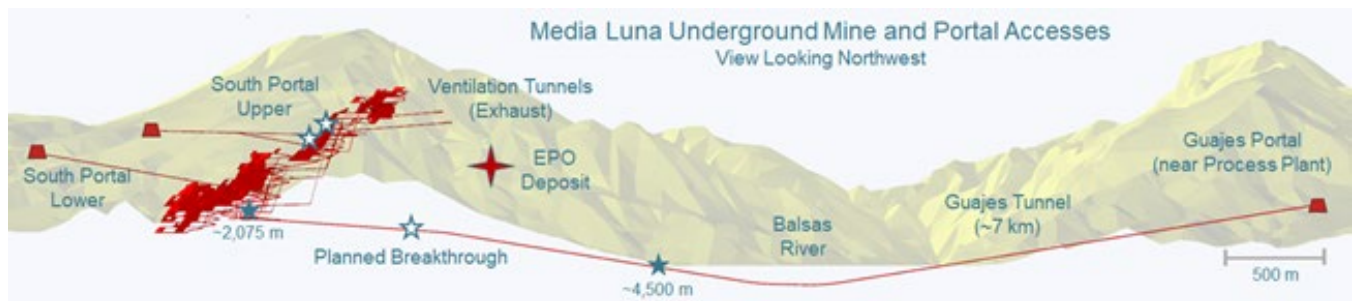 Media Luna Underground Mine and Portal Accesses
View Looking Northwest
South Portal
Upper
Ventilation Tunnels
(Exhaust)
South Portal
Lower
EPO
Deposit
Guajes Portal
(near Process Plant)
~2,075 m
Planned Breakthrough
Balsas
River
Guajes Tunnel
(~7 km)
~4,500 m
500 m